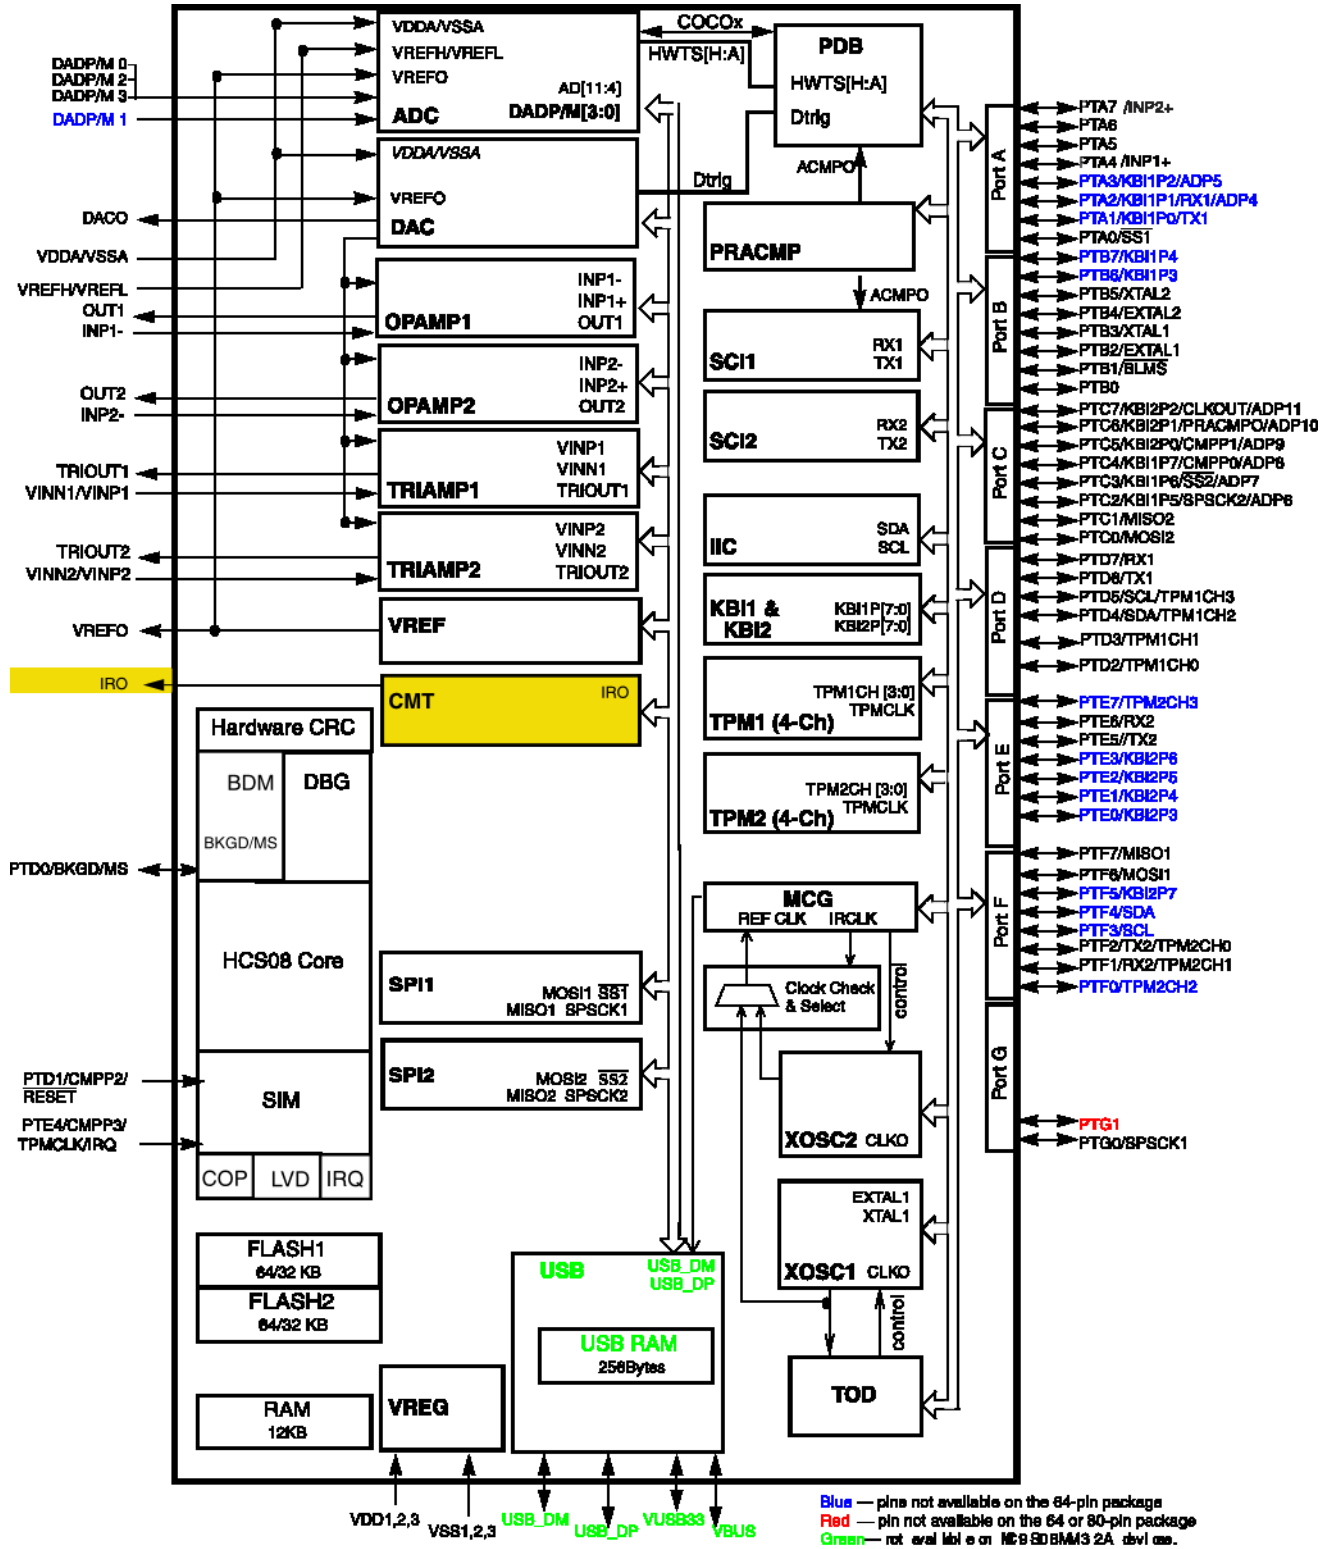 VDDA/VSSA
VREFH/VREFL
VREFO
AD[11:4]
DADP/M[3:0]
ADC
COCOx
HWTS[H:A]
PDB
HWTS[H:A]
Dtrig
DADP/M 0
DADP/M 2
DADP/M 3
DADP/M 1
VDDA/VSSA
VREFO
DAC
Dtrig
ACMPO
PRACMP
DACO
VDDA/VSSA
VREFH/VREFL
OUT1
INP1-
INP1-
INP1+
OUT1
OPAMP1
ACMPO
RX1
TX1
SCI1
OUT2
INP2-
INP2-
INP2+
OUT2
OPAMP2
RX2
TX2
SCI2
TRIOUT1
VINN1/VINP1
VINP1
VINN1
TRIOUT1
TRIAMP1
SDA
SCL
IIC
TRIOUT2
VINN2/VINP2
VINP2
VINN2
TRIOUT2
TRIAMP2
KBI1 &
KBI2
KBI1P[7:0]
KBI2P[7:0]
VREFO
VREF
IRO
CMT
IRO
TPM1CH [3:0]
TPMCLK
TPM1 (4-Ch)
Hardware CRC
BDM
DBG
BKGD/MS
PTD0/BKGD/MS
TPM2CH [3:0]
TPMCLK
TPM2 (4-Ch)
HCS08 Core
MCG
REF CLK
IRCLK
Clock Check
& Select
control
SPI1
MOSI1 SS1
MISO1 SPSCK1
SPI2
MOSI2 SS2
MISO2 SPSCK2
PTD1/CMPP2/
RESET
PTE4/CMPP3/
TPMCLK/IRQ
SIM
COP
LVD
IRQ
XOSC2 CLKO
EXTAL1
XTAL1
XOSC1 CLKO
control
TOD
FLASH1
64/32 KB
FLASH2
64/32 KB
RAM
12KB
VREG
USB
USB_DM
USB_DP
USB RAM
256Bytes
VDD1,2,3
VSS1,2,3
USB_DM
USB_DP
VUSB33
VBUS
Port A
PTA7 /INP2+
PTA6
PTA5
PTA4 /INP1+
PTA3/KBI1P2/ADP5
PTA2/KBI1P1/RX1/ADP4
PTA1/KBI1P0/TX1
PTA0/SS1
Port B
PTB7/KBI1P4
PTB6/KBI1P3
PTB5/XTAL2
PTB4/EXTAL2
PTB3/XTAL1
PTB2/EXTAL1
PTB1/BLMS
PTB0
Port C
PTC7/KBI2P2/CLKOUT/ADP11
PTC6/KBI2P1/PRACMPO/ADP10
PTC5/KBI2P0/CMPP1/ADP9
PTC4/KBI1P7/CMPP0/ADP8
PTC3/KBI1P6/SS2/ADP7
PTC2/KBI1P5/SPSCK2/ADP6
PTC1/MISO2
PTC0/MOSI2
Port D
PTD7/RX1
PTD6/TX1
PTD5/SCL/TPM1CH3
PTD4/SDA/TPM1CH2
PTD3/TPM1CH1
PTD2/TPM1CH0
Port E
PTE7/TPM2CH3
PTE6/RX2
PTE5//TX2
PTE3/KBI2P6
PTE2/KBI2P5
PTE1/KBI2P4
PTE0/KBI2P3
Port F
PTF7/MISO1
PTF6/MOSI1
PTF5/KBI2P7
PTF4/SDA
PTF3/SCL
PTF2/TX2/TPM2CH0
PTF1/RX2/TPM2CH1
PTF0/TPM2CH2
Port G
PTG1
PTG0/SPSCK1
Blue — pins not available on the 64-pin package
Red — pin not available on the 64 or 80-pin package
Green — not available on MC9S08MM32A devices.